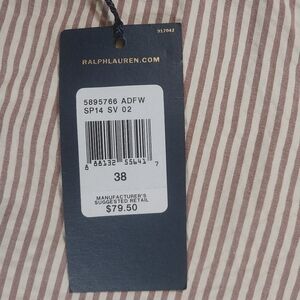 917042
RALPHLAUREN.COM
5895766 ADFW
SP14 SV 02
8 88132 55641 7
38
MANUFACTURER'S
SUGGESTED RETAIL
$79.50